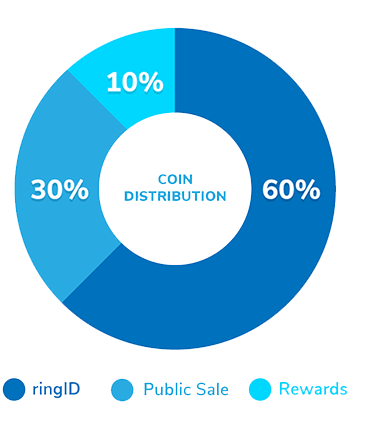 10%
30%
COIN
DISTRIBUTION
60%
ringID
Public Sale
Rewards